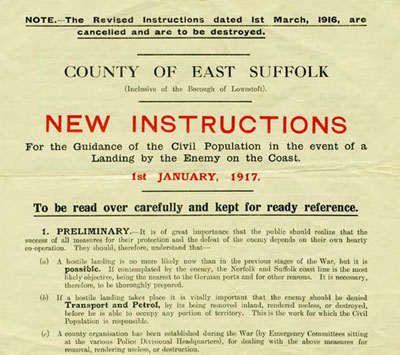 NOTE.—The Revised Instructions dated 1st March, 1916, are
cancelled and are to be destroyed.
COUNTY OF EAST SUFFOLK
(Inclusive of the Borough of Lowestoft).
NEW INSTRUCTIONS
For the Guidance of the Civil Population in the event of a
Landing by the Enemy on the Coast.
1st JANUARY, 1917.
To be read over carefully and kept for ready reference.
1. PRELIMINARY.—It is of great importance that the public should realize that the
success of all measures for their protection and the defeat of the enemy depends on their own hearty
co-operation. They should, therefore, understand that—
(a) A hostile landing is no more likely now than in the previous stages of the War, but it is
possible. If contemplated by the enemy, the Norfolk and Suffolk coast line is the most
likely objective, being the nearest to the German ports and for other reasons. It is necessary,
therefore, to be thoroughly prepared.
(b) If a hostile landing takes place it is vitally important that the enemy should be denied
Transport and Petrol, by its being removed inland, rendered useless, or destroyed,
before he is able to occupy any portion of territory. This is the work for which the Civil
Population is responsible.
(c) A county organisation has been established during the War (by Emergency Committees sitting
at the various Police Divisional Headquarters), for dealing with the above measures for
removal, rendering useless, or destruction.